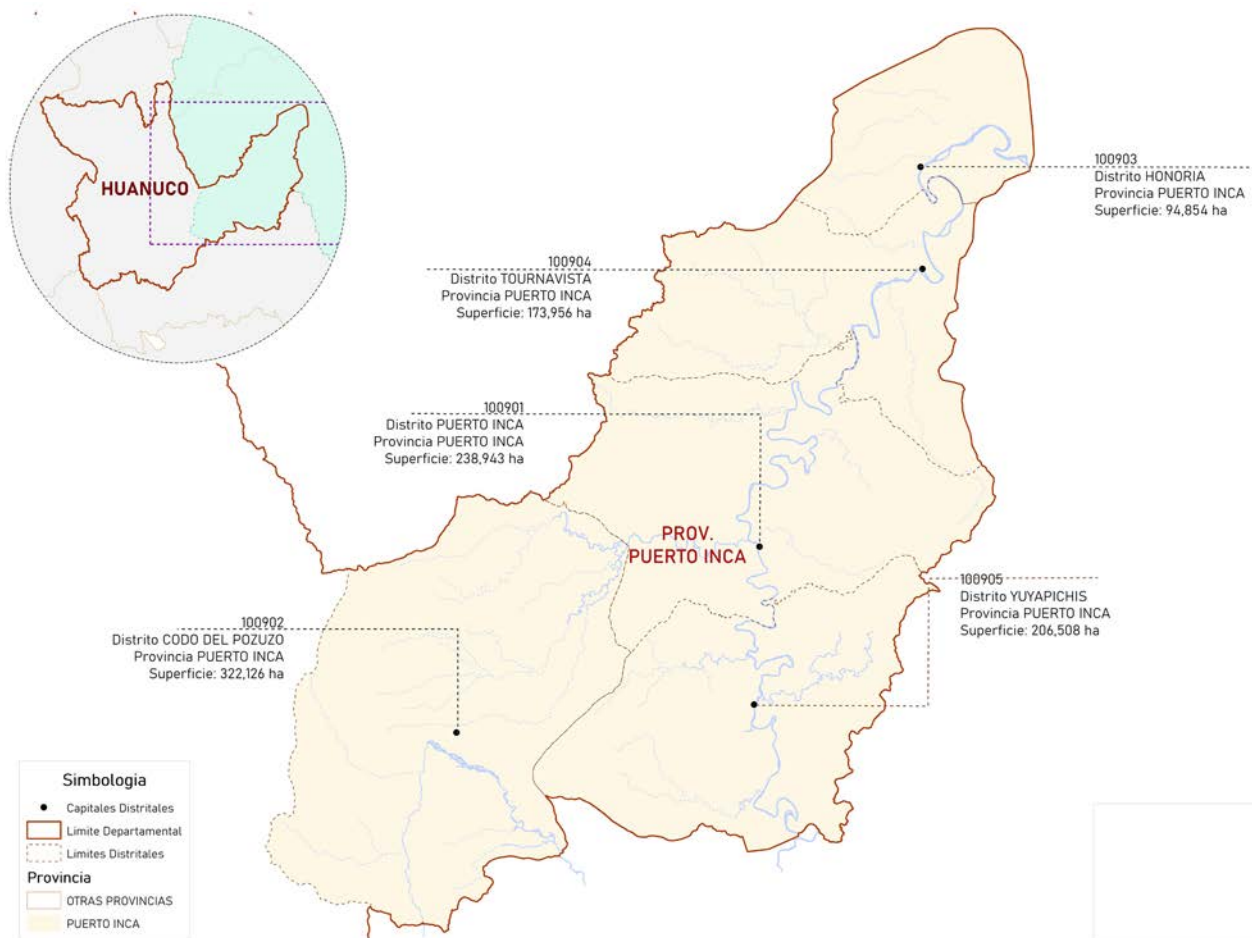 HUANUCO
100903
Distrito HONORIA
Provincia PUERTO INCA
Superficie: 94,854 ha
100904
Distrito TOURNAVISTA
Provincia PUERTO INCA
Superficie: 173,956 ha
100901
Distrito PUERTO INCA
Provincia PUERTO INCA
Superficie: 238,943 ha
PROV.
PUERTO INCA
100905
Distrito YUYAPICHIS
Provincia PUERTO INCA
Superficie: 206,508 ha
100902
Distrito CODO DEL POZUZO
Provincia PUERTO INCA
Superficie: 322,126 ha
Simbologia
Capitales Distritales
Limite Departamental
Limites Distritales
Provincia
OTRAS PROVINCIAS
PUERTO INCA